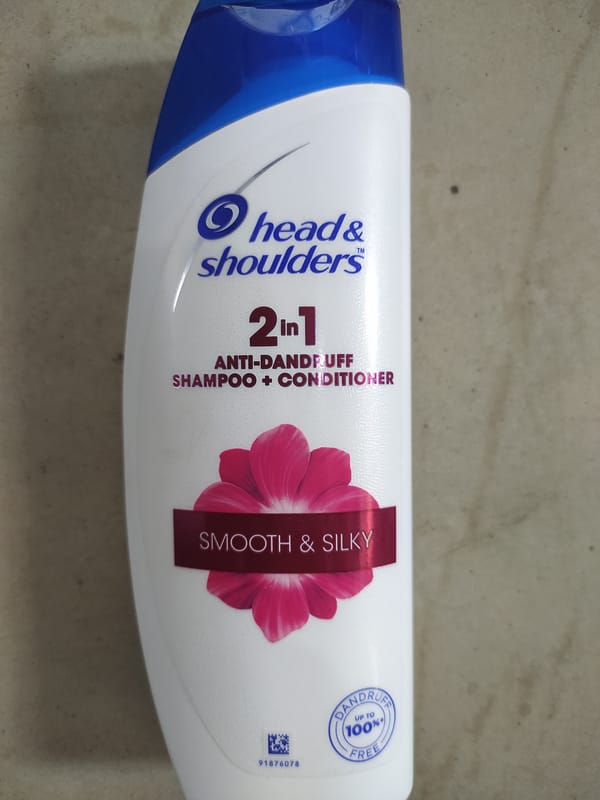 head &
shoulders™
2in1
ANTI-DANDRUFF
SHAMPOO + CONDITIONER
SMOOTH & SILKY
DANDRUFF
UP TO
100%*
FREE
91876078